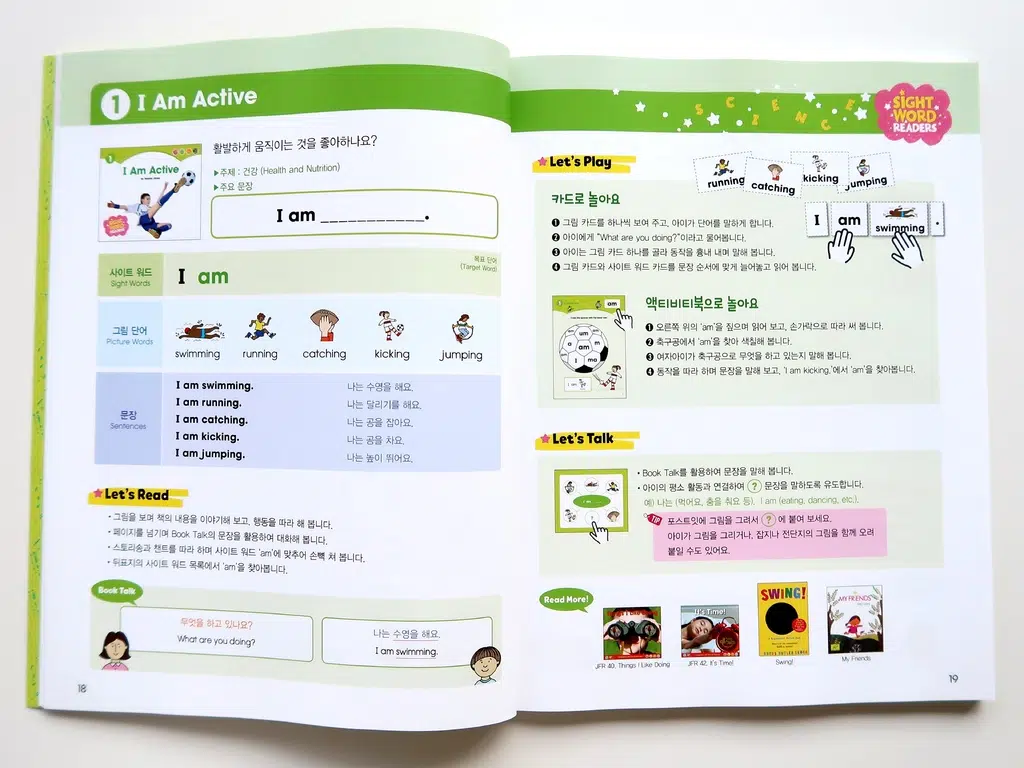 1 I Am Active
활발하게 움직이는 것을 좋아하나요?
▶주제 : 건강 (Health and Nutrition)
▶주요 문장
1
I Am Active
I am ____________.
사이트 워드
Sight Words
I am
목표 단어
(Target Word)
그림 단어
Picture Words
swimming running catching kicking jumping
문장
Sentences
I am swimming. 나는 수영을 해요.
I am running. 나는 달리기를 해요.
I am catching. 나는 공을 잡아요.
I am kicking. 나는 공을 차요.
I am jumping. 나는 높이 뛰어요.
★Let's Read
• 그림을 보며 책의 내용을 이야기해 보고, 행동을 따라 해 봅니다.
• 페이지를 넘기며 Book Talk의 문장을 활용하여 대화해 봅니다.
• 스토리송과 챈트를 따라 하며 사이트 워드 'am'에 맞추어 손뼉 쳐 봅니다.
• 뒤표지의 사이트 워드 목록에서 'am'을 찾아봅니다.
Book Talk
무엇을 하고 있나요?
What are you doing?
나는 수영을 해요.
I am swimming.
18
SCIENCE
SIGHT
WORD
READERS
★Let's Play
running catching kicking jumping
I am swimming .
카드로 놀아요
❶ 그림 카드를 하나씩 보여 주고, 아이가 단어를 말하게 합니다.
❷ 아이에게 "What are you doing?"이라고 물어봅니다.
❸ 아이는 그림 카드 하나를 골라 동작을 흉내 내며 말해 봅니다.
❹ 그림 카드와 사이트 워드 카드를 문장 순서에 맞게 늘어놓고 읽어 봅니다.
am
um
a am m
I ma
I am
액티비티북으로 놀아요
❶ 오른쪽 위의 'am'을 짚으며 읽어 보고, 손가락으로 따라 써 봅니다.
❷ 축구공에서 'am'을 찾아 색칠해 봅니다.
❸ 여자아이가 축구공으로 무엇을 하고 있는지 말해 봅니다.
❹ 동작을 따라 하며 문장을 말해 보고, 'I am kicking.'에서 'am'을 찾아봅니다.
★Let's Talk
• Book Talk를 활용하여 문장을 말해 봅니다.
• 아이의 평소 활동과 연결하여 ? 문장을 말하도록 유도합니다.
예) 나는 (먹어요, 춤을 춰요 등). I am (eating, dancing, etc.).
TIP 포스트잇에 그림을 그려서 ? 에 붙여 보세요.
아이가 그림을 그리거나, 잡지나 전단지의 그림을 함께 오려
붙일 수도 있어요.
Read More!
It's Time!
SWING!
MY FRIENDS
JFR 40. Things I Like Doing
JFR 42. It's Time!
Swing!
My Friends
19